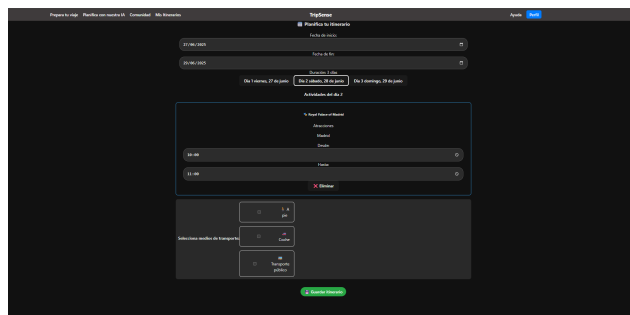 Prepara tu viaje Planifica con nuestra IA Comunidad Mis itinerarios TripSense Ayuda Perfil
Planifica tu itinerario
Fecha de inicio:
27/06/2025
Fecha de fin:
29/06/2025
Duración: 3 días
Día 1 viernes, 27 de junio Día 2 sábado, 28 de junio Día 3 domingo, 29 de junio
Actividades del día 2
Royal Palace of Madrid
Atracciones
Madrid
Desde:
10:00
Hasta:
11:00
Eliminar
A
pie
Selecciona medios de transporte:
Coche
Transporte
público
Guardar Itinerario